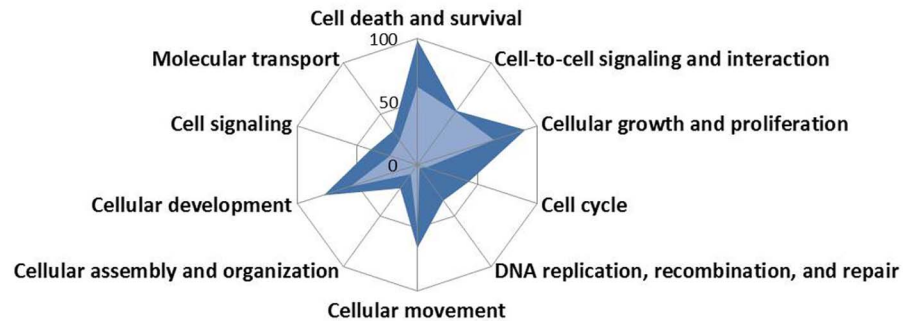 Cell death and survival
100
Molecular transport
Cell-to-cell signaling and interaction
50
Cell signaling
Cellular growth and proliferation
0
Cellular development
Cell cycle
Cellular assembly and organization
DNA replication, recombination, and repair
Cellular movement